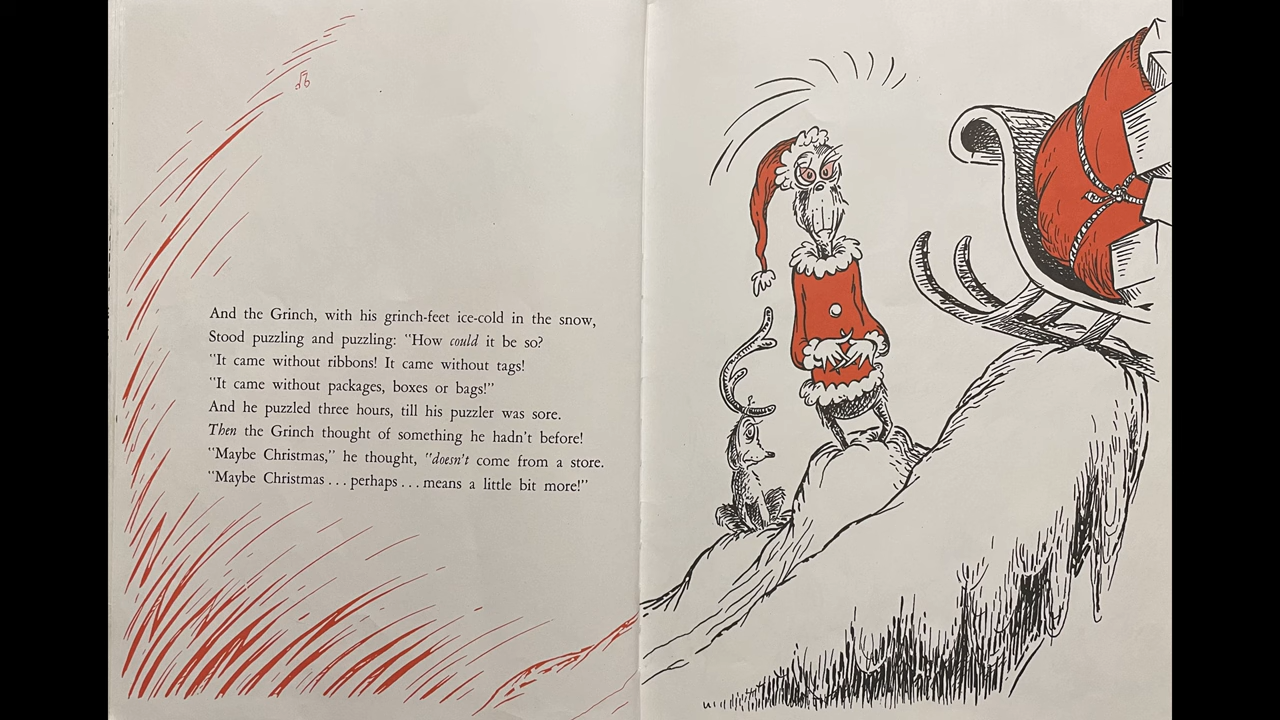 And the Grinch, with his grinch-feet ice-cold in the snow,
Stood puzzling and puzzling: "How could it be so?
"It came without ribbons! It came without tags!
"It came without packages, boxes or bags!"
And he puzzled three hours, till his puzzler was sore.
Then the Grinch thought of something he hadn't before!
"Maybe Christmas," he thought, "doesn't come from a store.
"Maybe Christmas . . . perhaps . . . means a little bit more!"